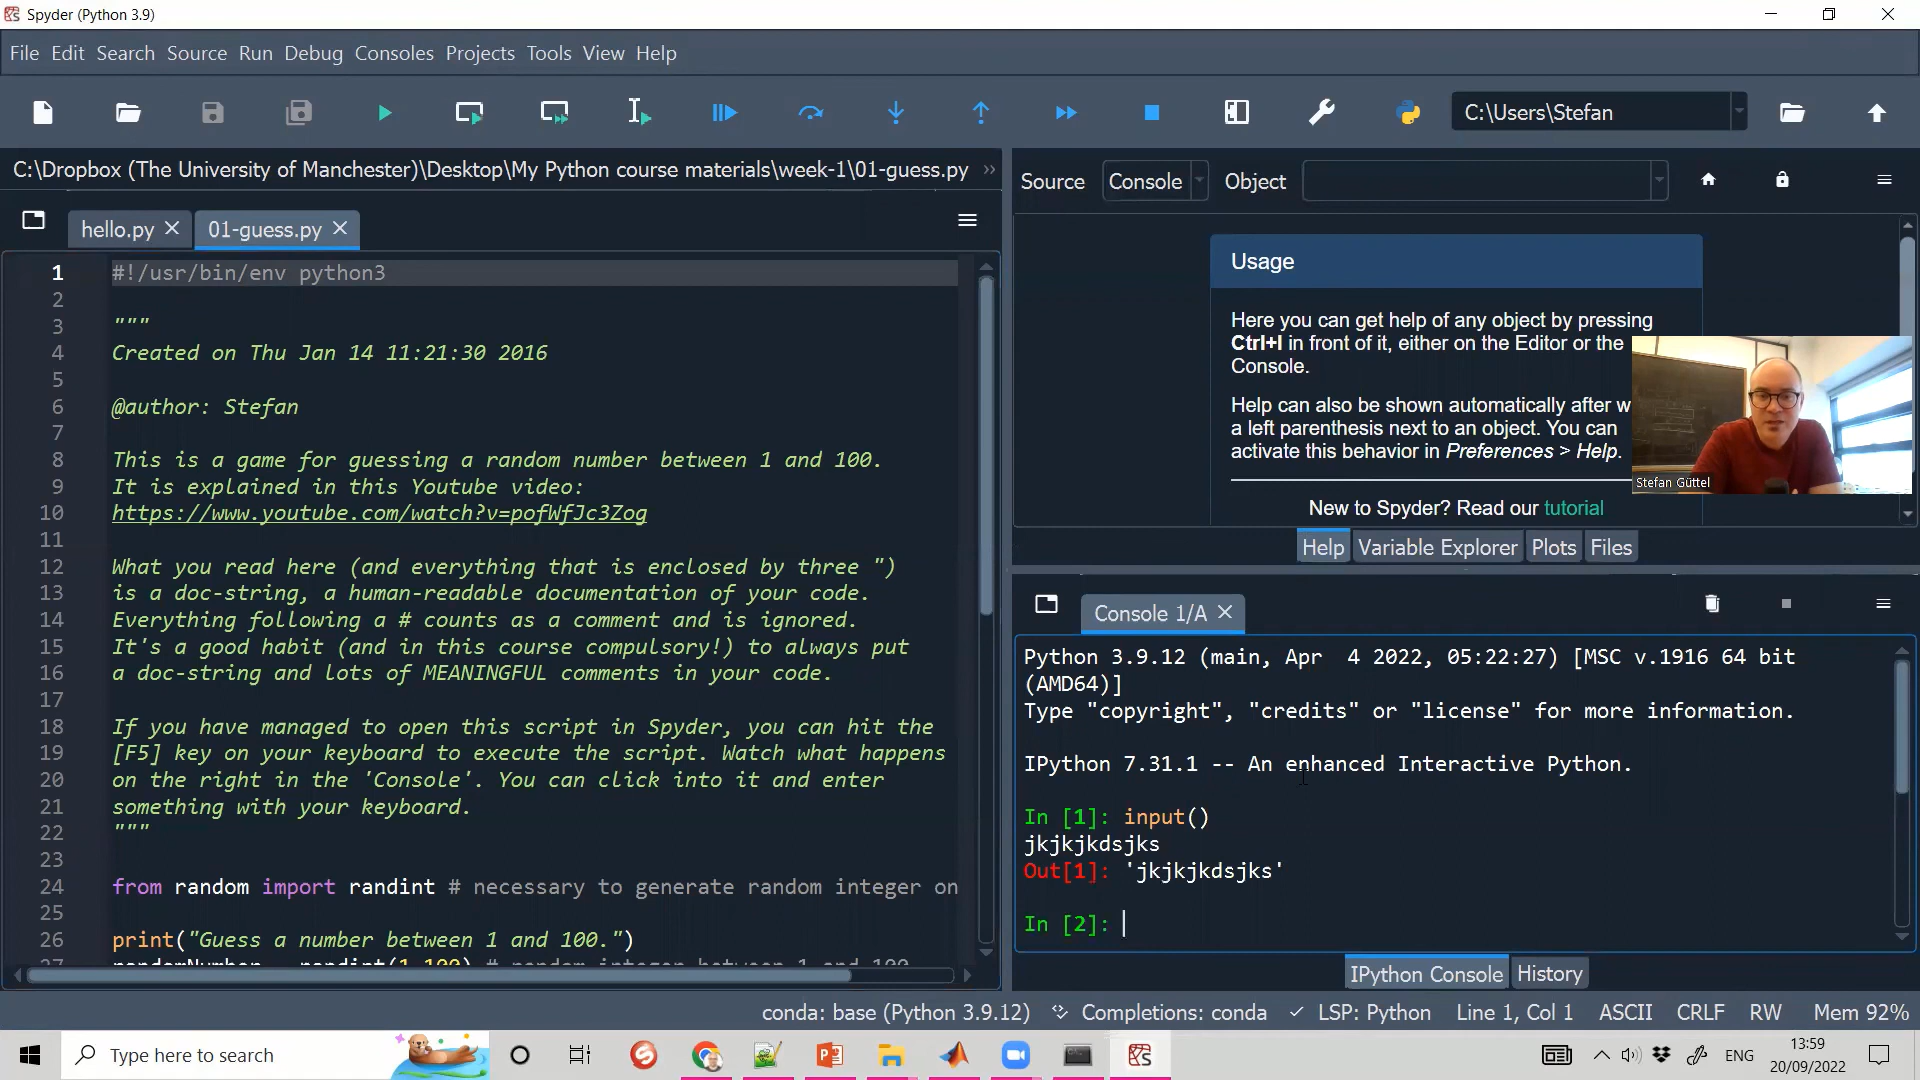 Spyder (Python 3.9)
File Edit Search Source Run Debug Consoles Projects Tools View Help
C:\Users\Stefan
C:\Dropbox (The University of Manchester)\Desktop\My Python course materials\week-1\01-guess.py
hello.py
01-guess.py
1 #!/usr/bin/env python3
2
3 """
4 Created on Thu Jan 14 11:21:30 2016
5
6 @author: Stefan
7
8 This is a game for guessing a random number between 1 and 100.
9 It is explained in this Youtube video:
10 https://www.youtube.com/watch?v=pofWfJc3Zog
11
12 What you read here (and everything that is enclosed by three ")
13 is a doc-string, a human-readable documentation of your code.
14 Everything following a # counts as a comment and is ignored.
15 It's a good habit (and in this course compulsory!) to always put
16 a doc-string and lots of MEANINGFUL comments in your code.
17
18 If you have managed to open this script in Spyder, you can hit the
19 [F5] key on your keyboard to execute the script. Watch what happens
20 on the right in the 'Console'. You can click into it and enter
21 something with your keyboard.
22 """
23
24 from random import randint # necessary to generate random integer on
25
26 print("Guess a number between 1 and 100.")
27 randomNumber = randint(1,100) # random integer between 1 and 100
Source Console Object
Usage
Here you can get help of any object by pressing
Ctrl+I in front of it, either on the Editor or the
Console.
Help can also be shown automatically after w
a left parenthesis next to an object. You can
activate this behavior in Preferences > Help.
New to Spyder? Read our tutorial
Stefan Güttel
Help Variable Explorer Plots Files
Console 1/A
Python 3.9.12 (main, Apr  4 2022, 05:22:27) [MSC v.1916 64 bit
(AMD64)]
Type "copyright", "credits" or "license" for more information.
IPython 7.31.1 -- An enhanced Interactive Python.
In [1]: input()
jkjkjkdsjks
Out[1]: 'jkjkjkdsjks'
In [2]:
IPython Console History
conda: base (Python 3.9.12) Completions: conda LSP: Python Line 1, Col 1 ASCII CRLF RW Mem 92%
Type here to search
ENG
13:59
20/09/2022